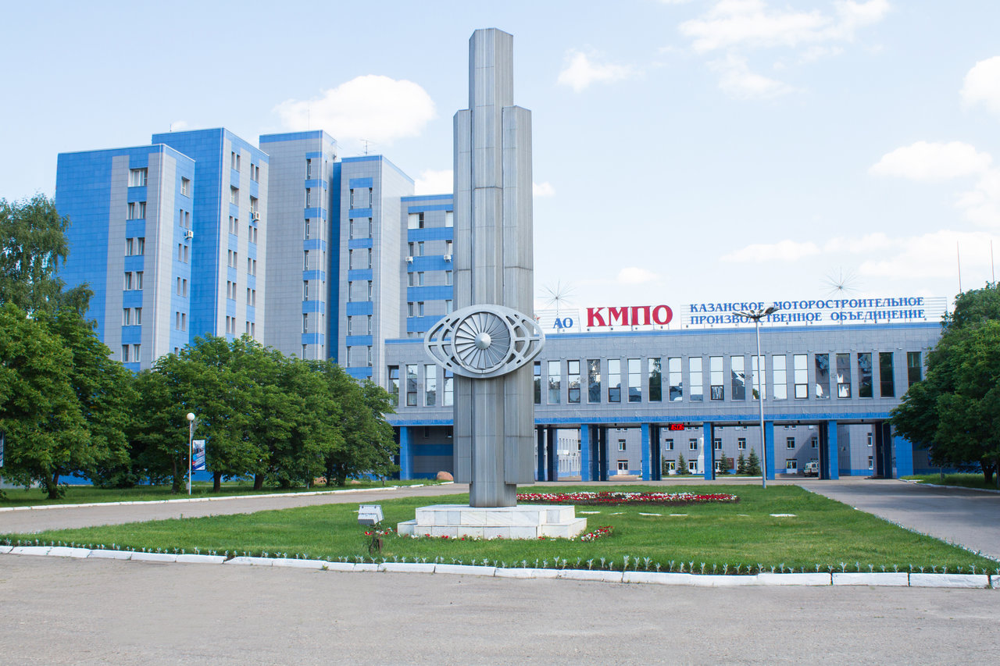 АО КМПО КАЗАНСКОЕ МОТОРОСТРОИТЕЛЬНОЕ
ПРОИЗВОДСТВЕННОЕ ОБЪЕДИНЕНИЕ